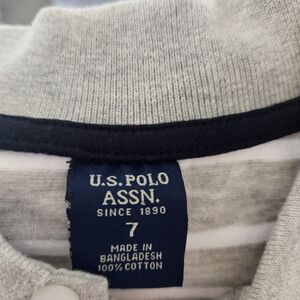 U.S. POLO
ASSN.
SINCE 1890
7
MADE IN
BANGLADESH
100% COTTON